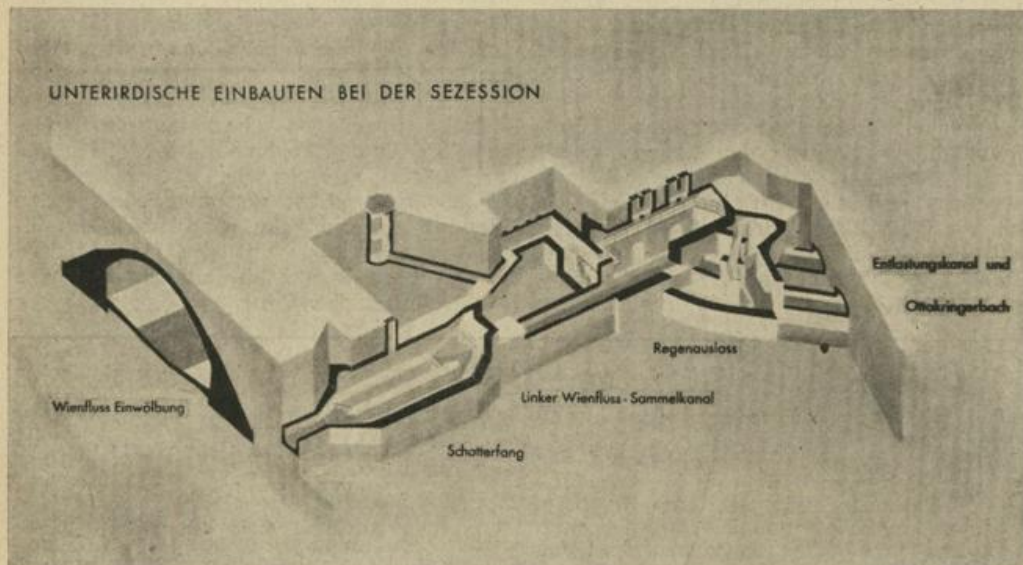 UNTERIRDISCHE EINBAUTEN BEI DER SEZESSION
Entlastungskanal und
Ottakringerbach
Regenauslass
Wienfluss Einwölbung
Linker Wienfluss-Sammelkanal
Schotterfang